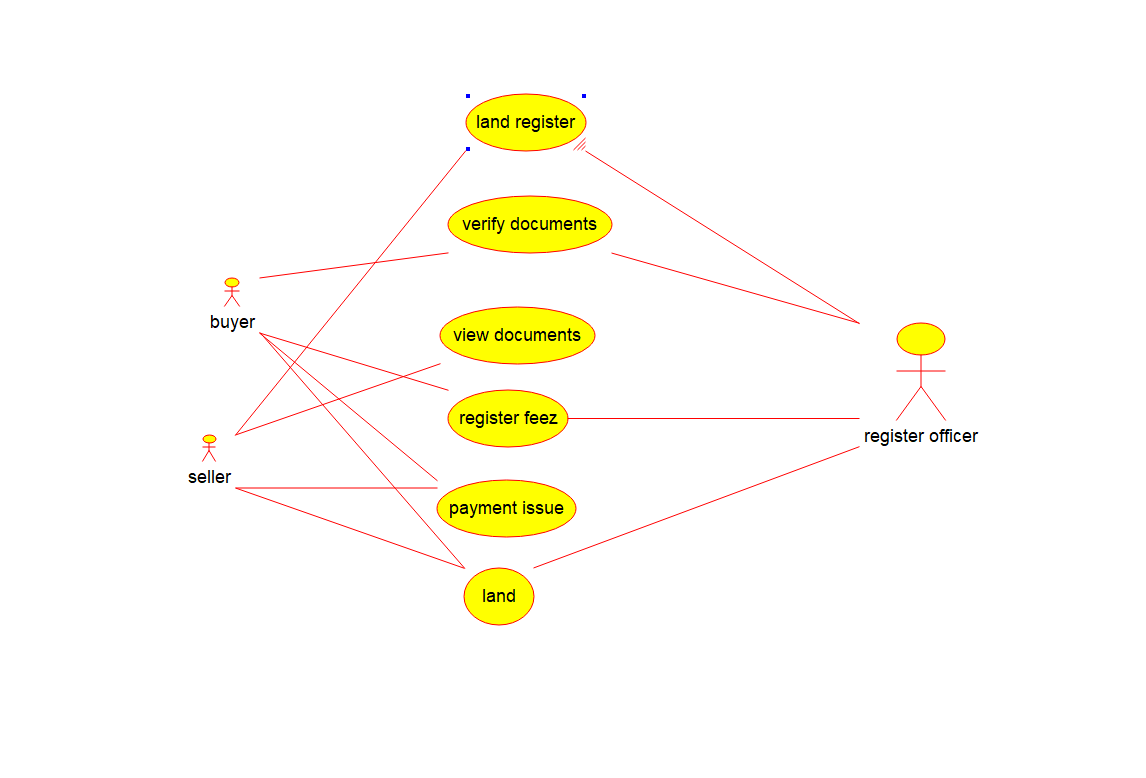 land register
verify documents
buyer
view documents
register feez
register officer
seller
payment issue
land